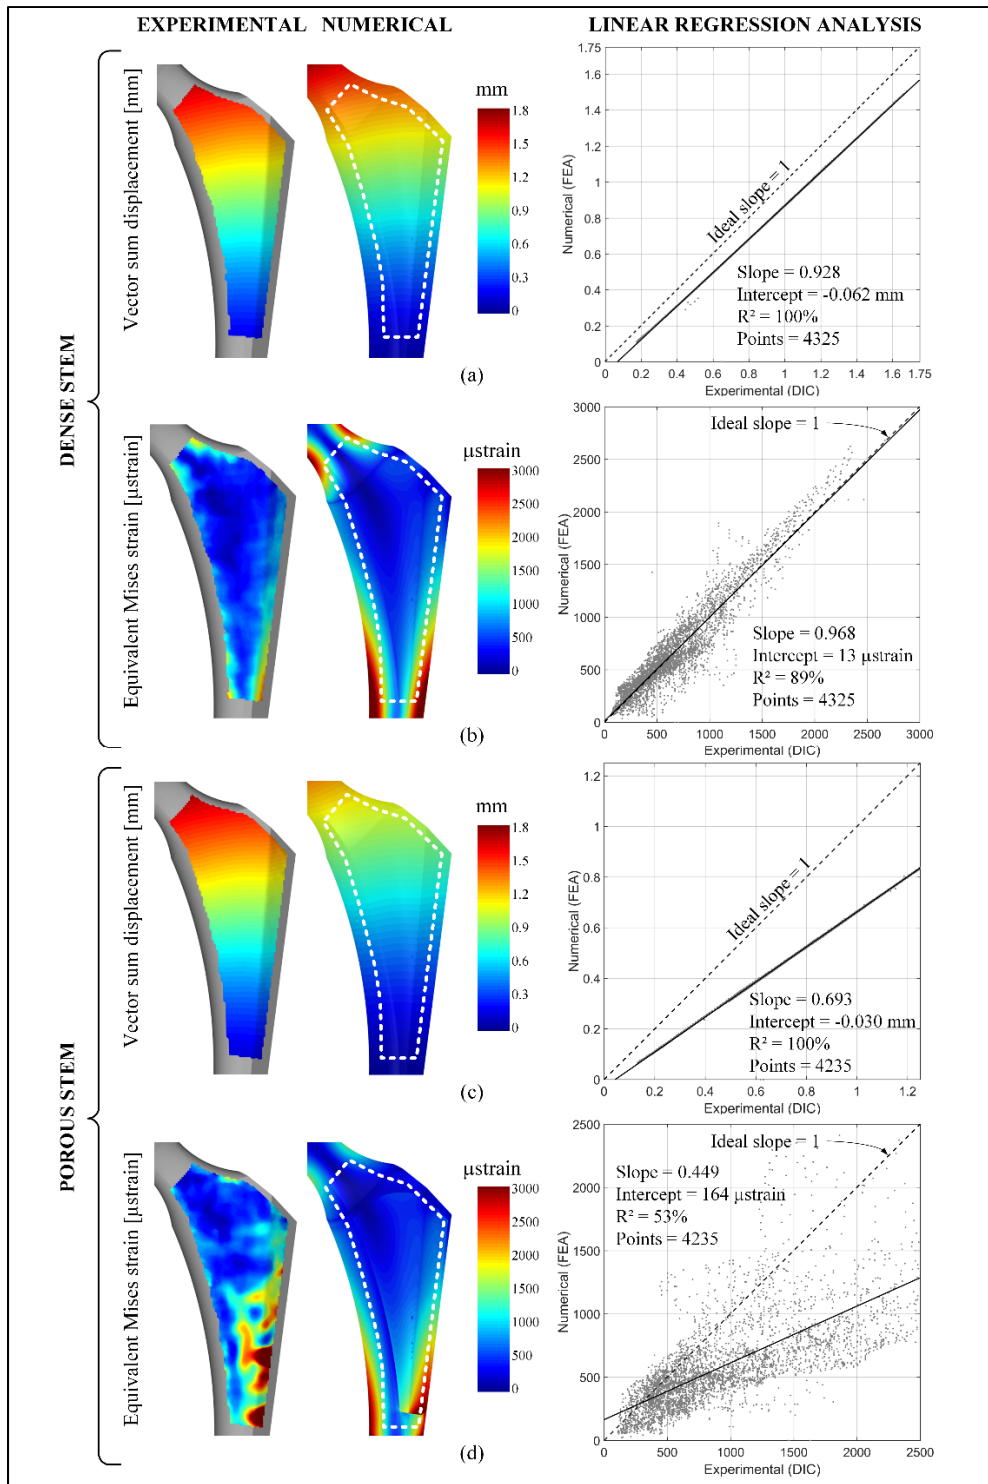 EXPERIMENTAL NUMERICAL LINEAR REGRESSION ANALYSIS
DENSE STEM
Vector sum displacement [mm]
mm
1.8
1.5
1.2
0.9
0.6
0.3
0
Numerical (FEA)
1.75
1.6
1.4
1.2
1
0.8
0.6
0.4
0.2
0
Ideal slope = 1
Slope = 0.928
Intercept = -0.062 mm
R² = 100%
Points = 4325
0 0.2 0.4 0.6 0.8 1 1.2 1.4 1.6 1.75
Experimental (DIC)
(a)
Equivalent Mises strain [µstrain]
µstrain
3000
2500
2000
1500
1000
500
0
Numerical (FEA)
3000
2500
2000
1500
1000
500
0
Ideal slope = 1
Slope = 0.968
Intercept = 13 µstrain
R² = 89%
Points = 4325
500 1000 1500 2000 2500 3000
Experimental (DIC)
(b)
POROUS STEM
Vector sum displacement [mm]
mm
1.8
1.5
1.2
0.9
0.6
0.3
0
Numerical (FEA)
1.2
1
0.8
0.6
0.4
0.2
0
Ideal slope = 1
Slope = 0.693
Intercept = -0.030 mm
R² = 100%
Points = 4235
0 0.2 0.4 0.6 0.8 1 1.2
Experimental (DIC)
(c)
Equivalent Mises strain [µstrain]
µstrain
3000
2500
2000
1500
1000
500
0
Numerical (FEA)
2500
2000
1500
1000
500
0
Ideal slope = 1
Slope = 0.449
Intercept = 164 µstrain
R² = 53%
Points = 4235
500 1000 1500 2000 2500
Experimental (DIC)
(d)